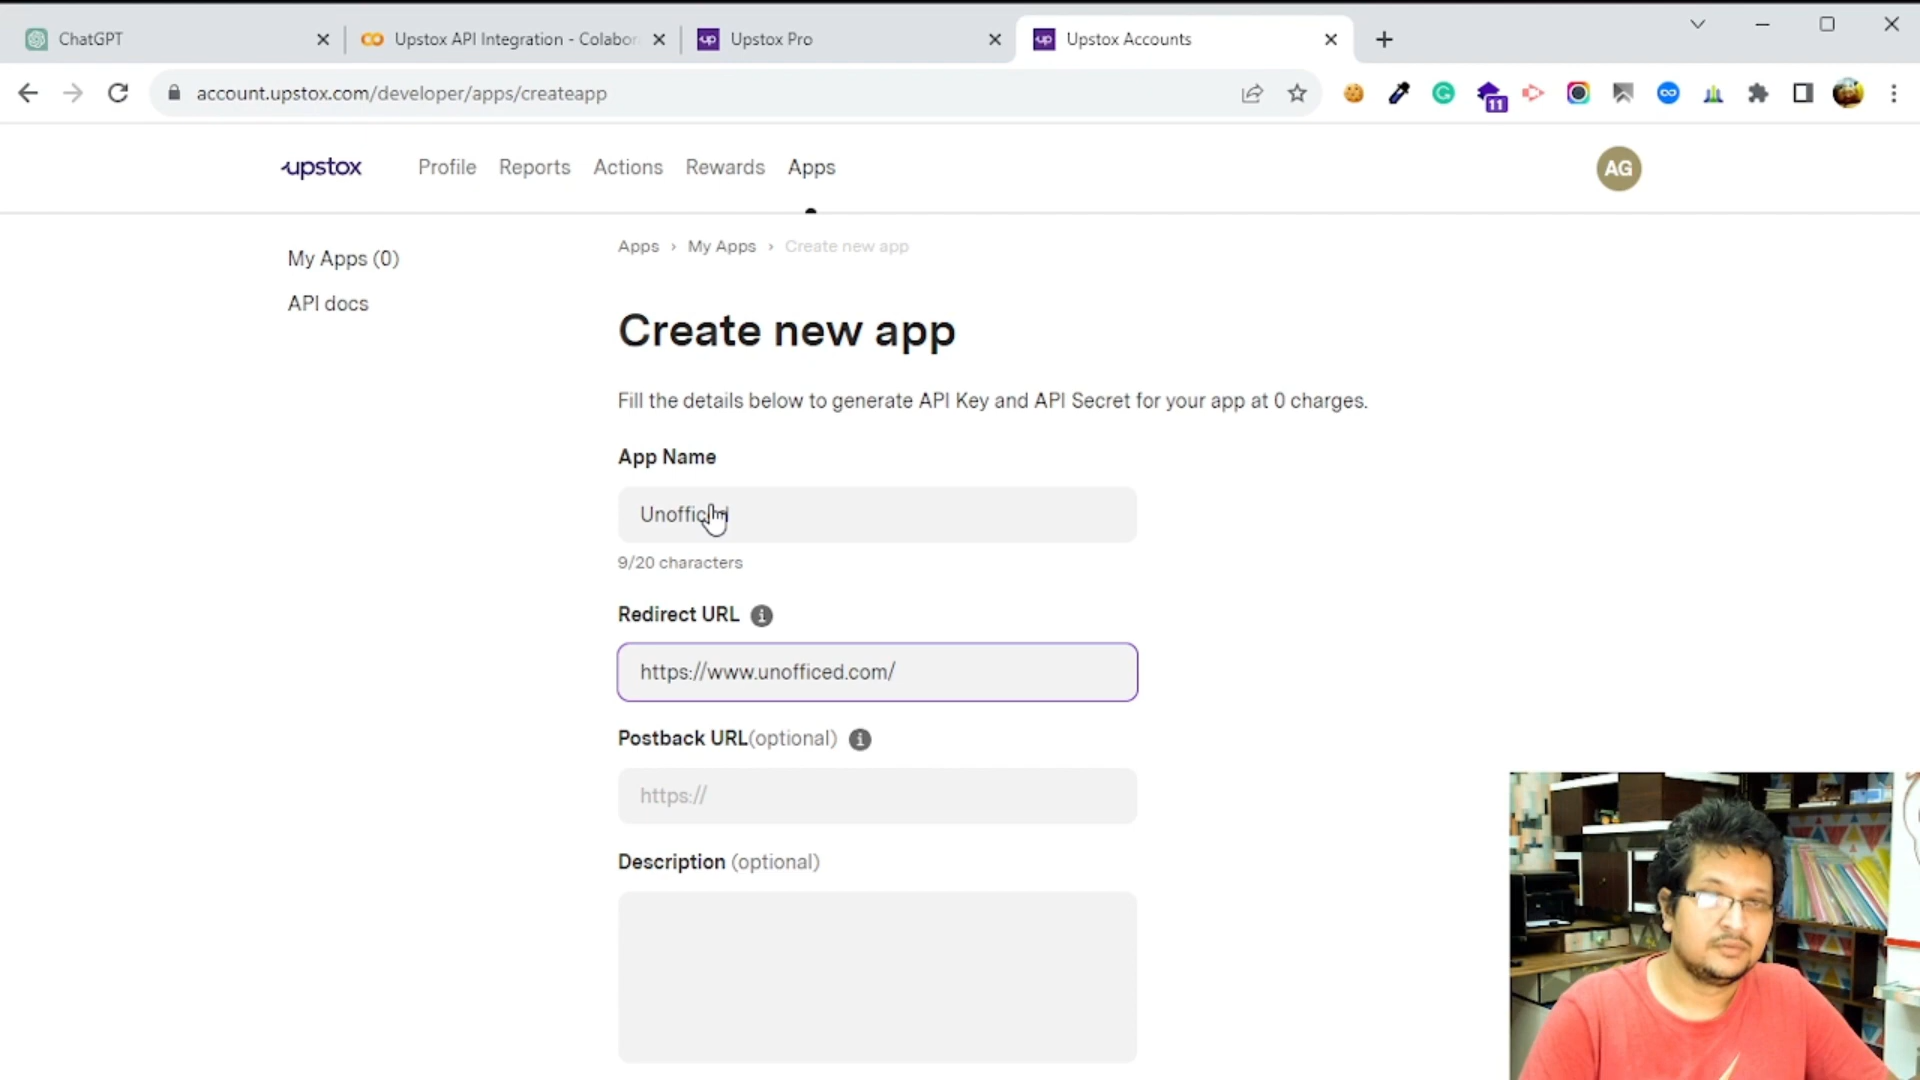 ChatGPT
Upstox API Integration - Colabor
Upstox Pro
Upstox Accounts
account.upstox.com/developer/apps/createapp
11
upstox
Profile
Reports
Actions
Rewards
Apps
AG
My Apps (0)
API docs
Apps › My Apps › Create new app
Create new app
Fill the details below to generate API Key and API Secret for your app at 0 charges.
App Name
9/20 characters
Redirect URL
https://www.unofficed.com/
Postback URL(optional)
https://
Description (optional)